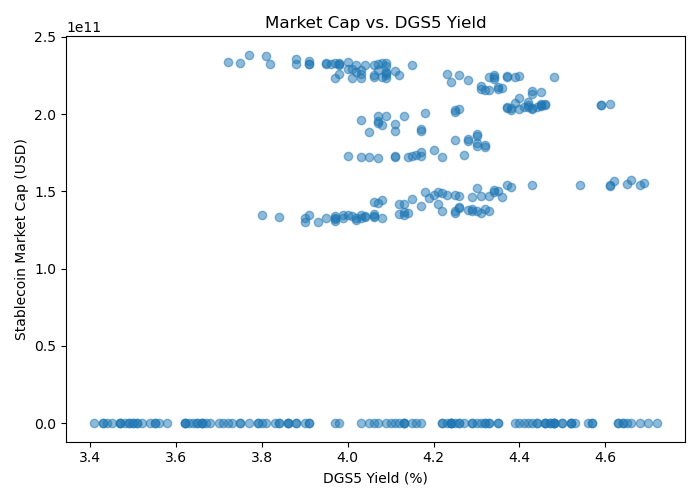 Market Cap vs. DGS5 Yield
1e11
2.5
2.0
1.5
1.0
0.5
0.0
Stablecoin Market Cap (USD)
3.4 3.6 3.8 4.0 4.2 4.4 4.6
DGS5 Yield (%)